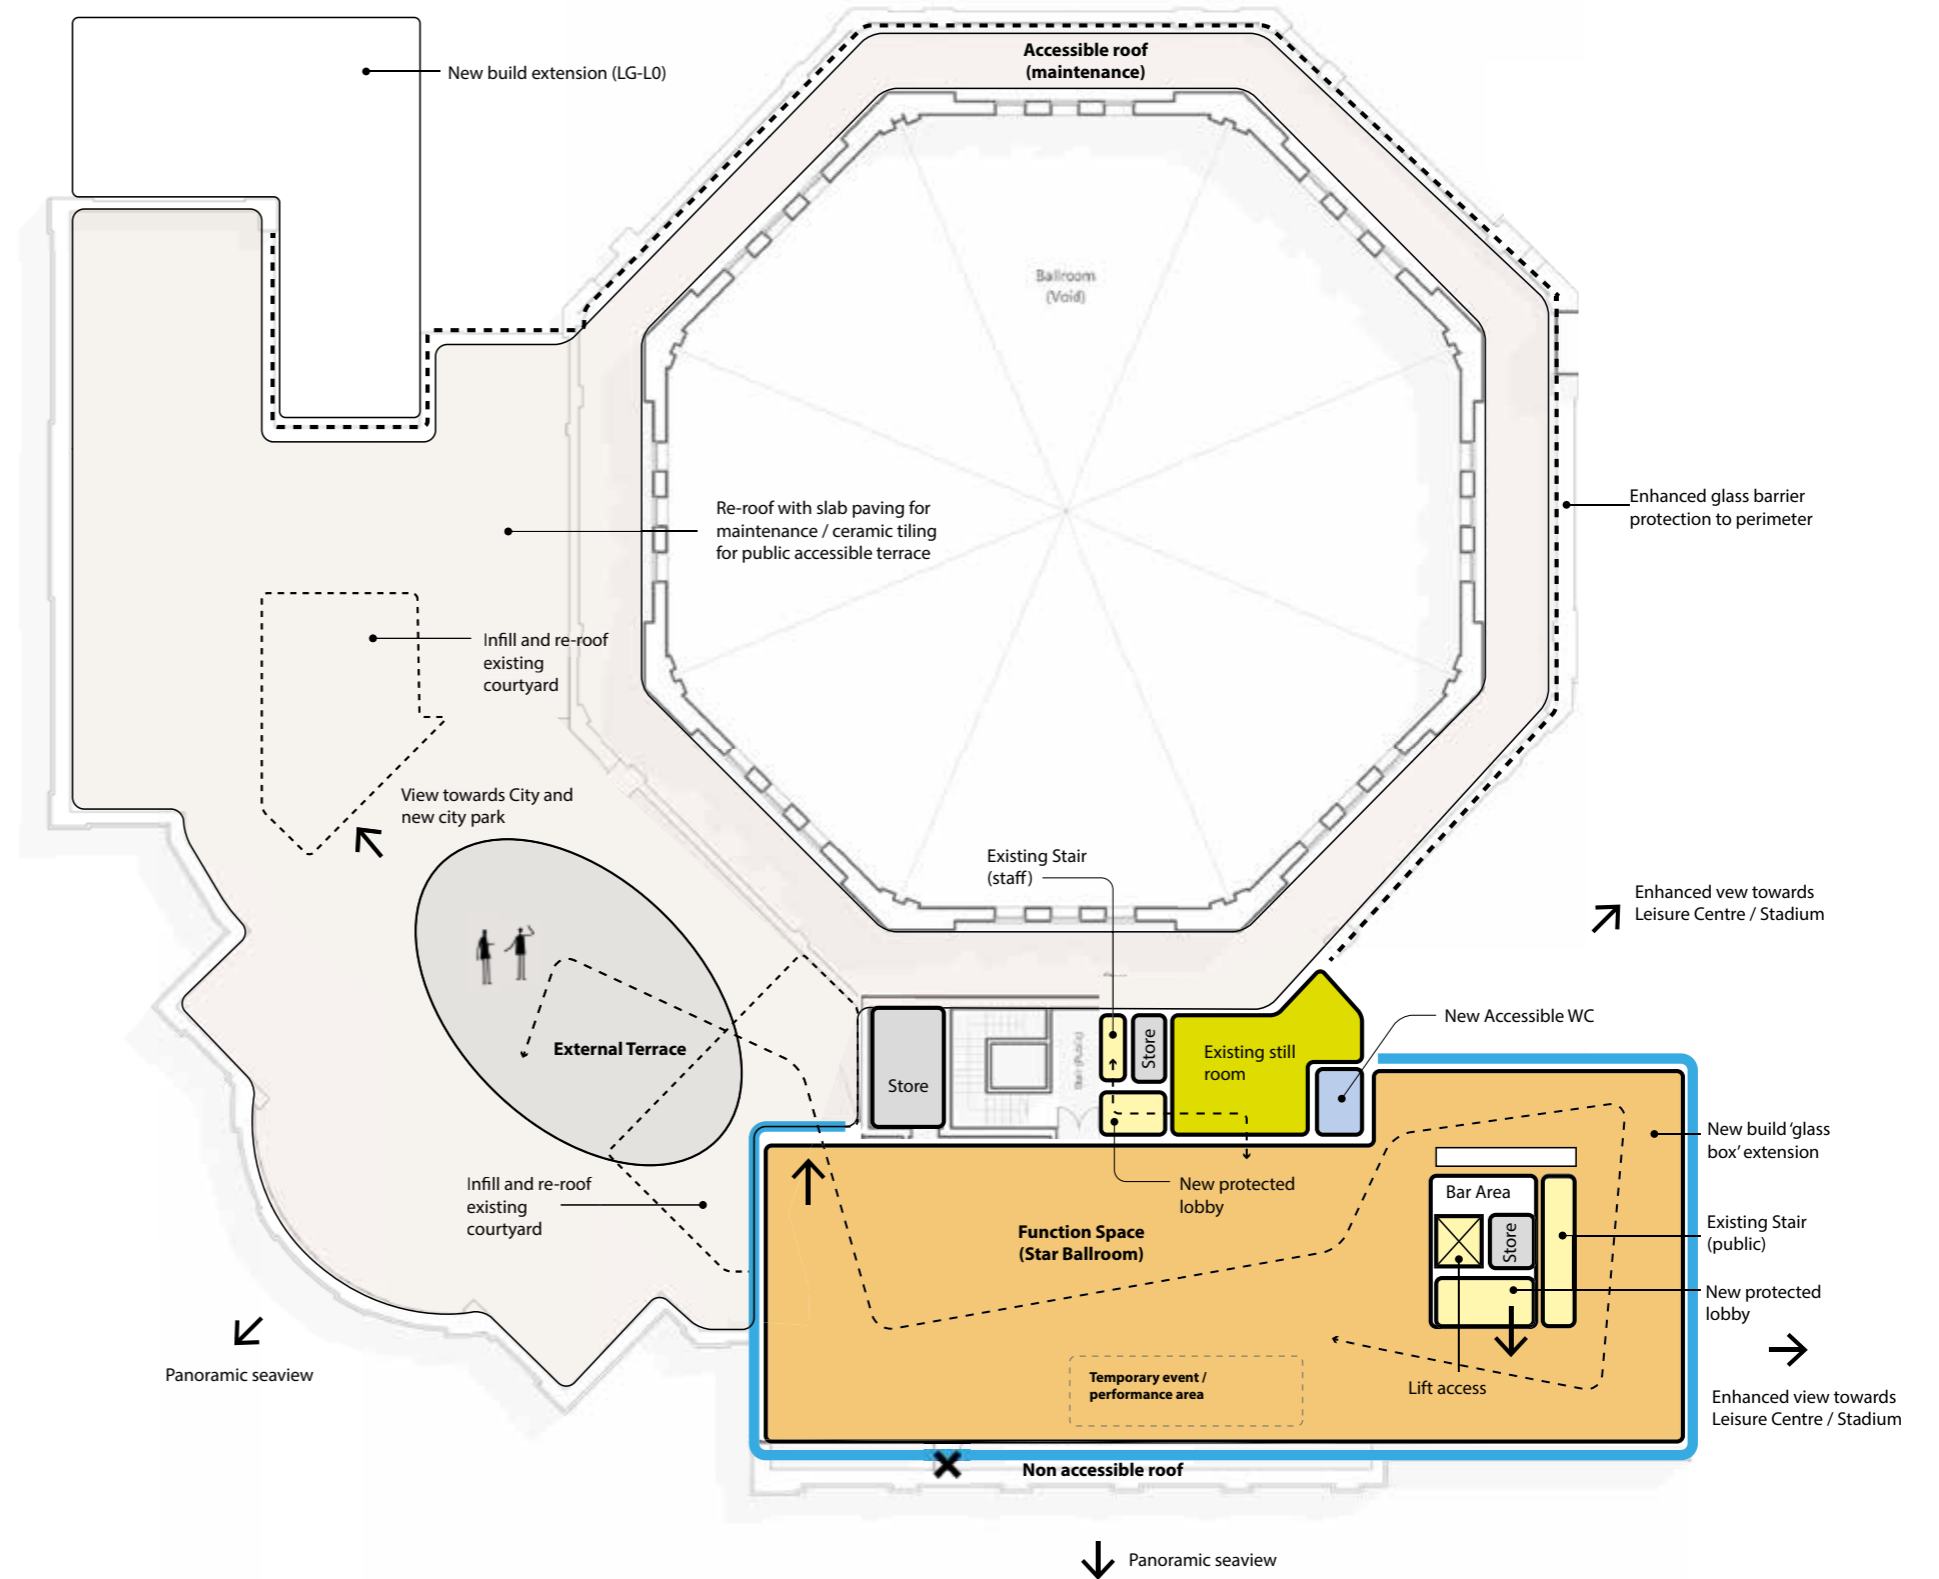 New build extension (LG-L0)
Accessible roof
(maintenance)
Ballroom
(Void)
Re-roof with slab paving for
maintenance / ceramic tiling
for public accessible terrace
Enhanced glass barrier
protection to perimeter
Infill and re-roof
existing
courtyard
View towards City and
new city park
Existing Stair
(staff)
Enhanced vew towards
Leisure Centre / Stadium
External Terrace
Store
Stair (Public)
Store
Existing still
room
New Accessible WC
Infill and re-roof
existing
courtyard
New protected
lobby
Function Space
(Star Ballroom)
Bar Area
Store
New build ‘glass
box’ extension
Existing Stair
(public)
New protected
lobby
Lift access
Temporary event /
performance area
Panoramic seaview
Enhanced view towards
Leisure Centre / Stadium
Non accessible roof
Panoramic seaview